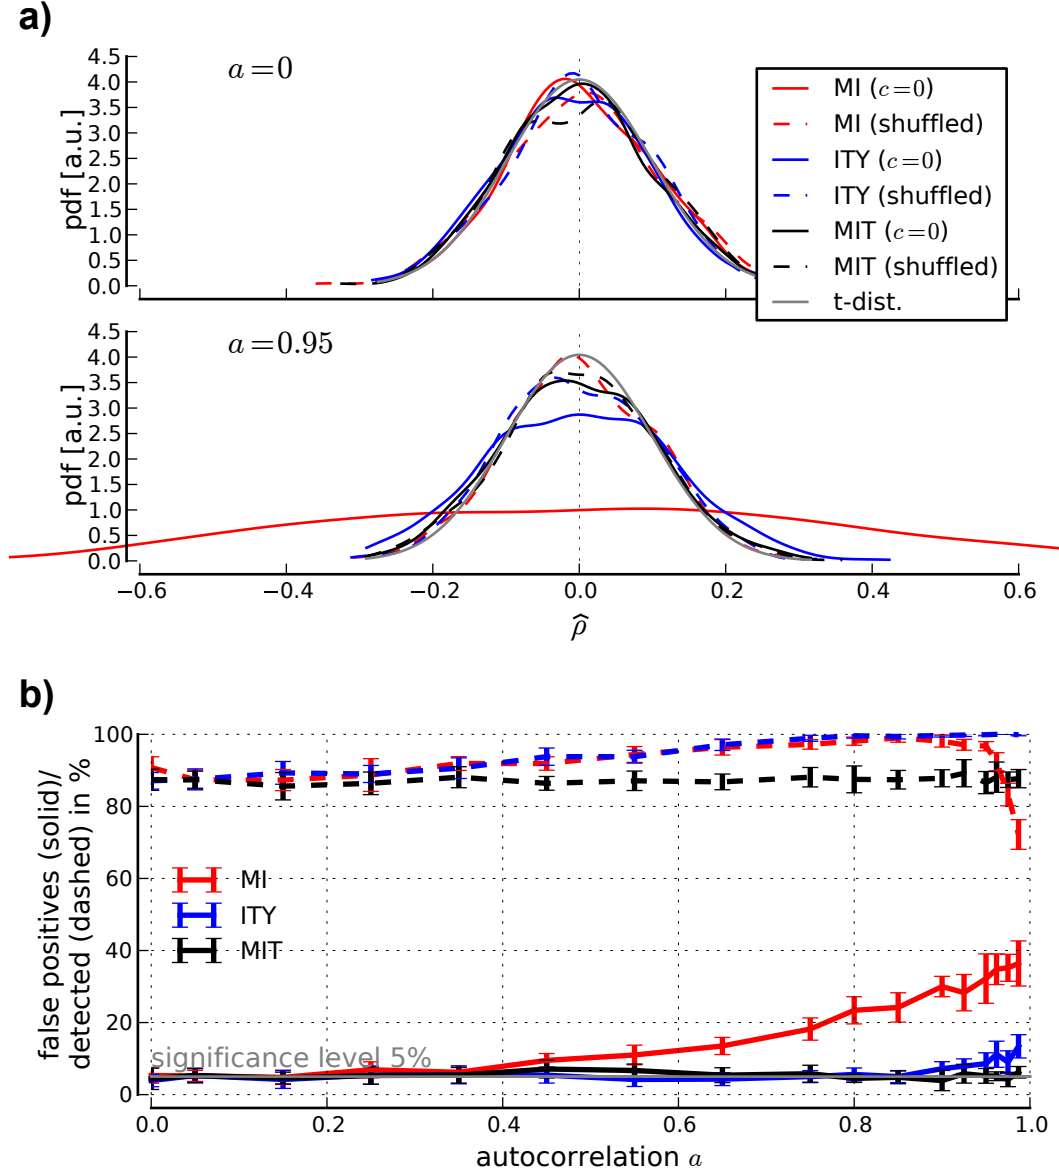 a)
a=0
4.5
4.0
3.5
3.0
2.5
2.0
1.5
1.0
0.5
0.0
pdf [a.u.]
MI (c=0)
MI (shuffled)
ITY (c=0)
ITY (shuffled)
MIT (c=0)
MIT (shuffled)
t-dist.
a=0.95
4.5
4.0
3.5
3.0
2.5
2.0
1.5
1.0
0.5
0.0
pdf [a.u.]
−0.6 −0.4 −0.2 0.0 0.2 0.4 0.6
ρ̂
b)
100
80
60
40
20
0
false positives (solid)/
detected (dashed) in %
MI
ITY
MIT
significance level 5%
0.0 0.2 0.4 0.6 0.8 1.0
autocorrelation a